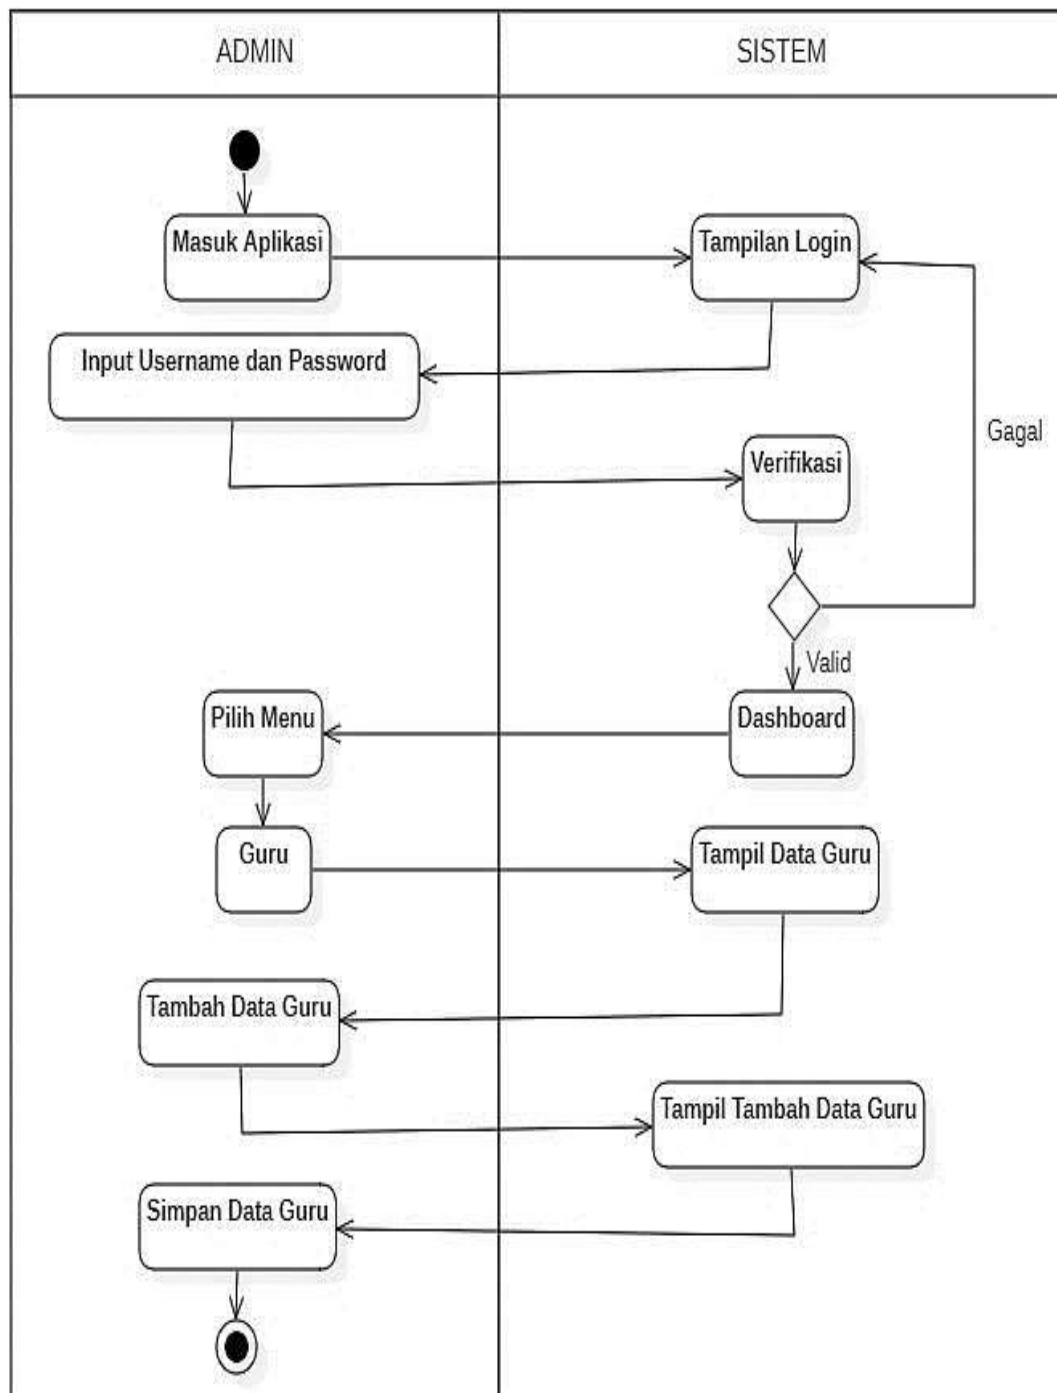 ADMIN
SISTEM
Masuk Aplikasi
Tampilan Login
Input Username dan Password
Gagal
Verifikasi
Valid
Pilih Menu
Dashboard
Guru
Tampil Data Guru
Tambah Data Guru
Tampil Tambah Data Guru
Simpan Data Guru